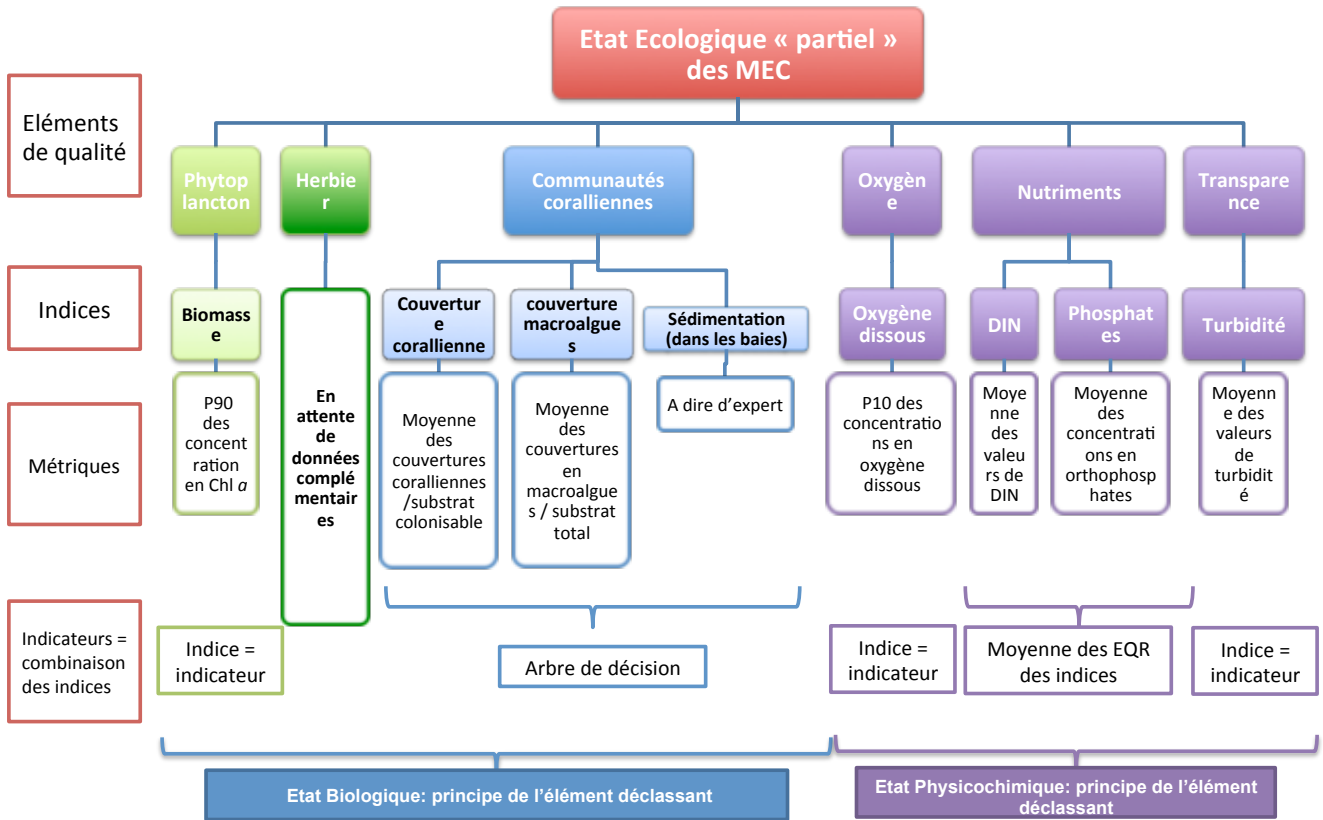 Etat Ecologique « partiel »
des MEC
Eléments
de qualité
Phytop
lancton
Herbie
r
Communautés
coralliennes
Oxygèn
e
Nutriments
Transpare
nce
Indices
Biomass
e
Couvertur
e
corallienne
couverture
macroalgue
s
Sédimentation
(dans les baies)
Oxygène
dissous
DIN
Phosphat
es
Turbidité
Métriques
P90
des
concent
ration
en Chl a
En
attente
de
données
complé
mentair
es
Moyenne
des
couvertures
coralliennes
/substrat
colonisable
Moyenne
des
couvertures
en
macroalgue
s / substrat
total
A dire d'expert
P10 des
concentratio
ns en
oxygène
dissous
Moye
nne
des
valeu
rs de
DIN
Moyenne
des
concentrati
ons en
orthophosp
hates
Moyenn
e des
valeurs
de
turbidit
é
Indicateurs =
combinaison
des indices
Indice =
indicateur
Arbre de décision
Indice =
indicateur
Moyenne des EQR
des indices
Indice =
indicateur
Etat Biologique: principe de l'élément déclassant
Etat Physicochimique: principe de l'élément
déclassant